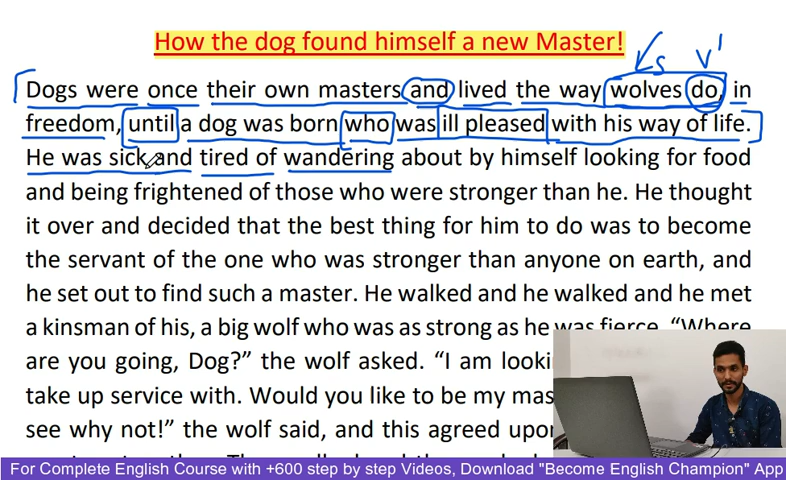 How the dog found himself a new Master!
S V1
Dogs were once their own masters and lived the way wolves do, in
freedom, until a dog was born who was ill pleased with his way of life.
He was sick and tired of wandering about by himself looking for food
and being frightened of those who were stronger than he. He thought
it over and decided that the best thing for him to do was to become
the servant of the one who was stronger than anyone on earth, and
he set out to find such a master. He walked and he walked and he met
a kinsman of his, a big wolf who was as strong as he was fierce. “Where
are you going, Dog?” the wolf asked. “I am
take up service with. Would you like to be my
see why not!” the wolf said, and this agreed
For Complete English Course with +600 step by step Videos, Download "Become English Champion" App